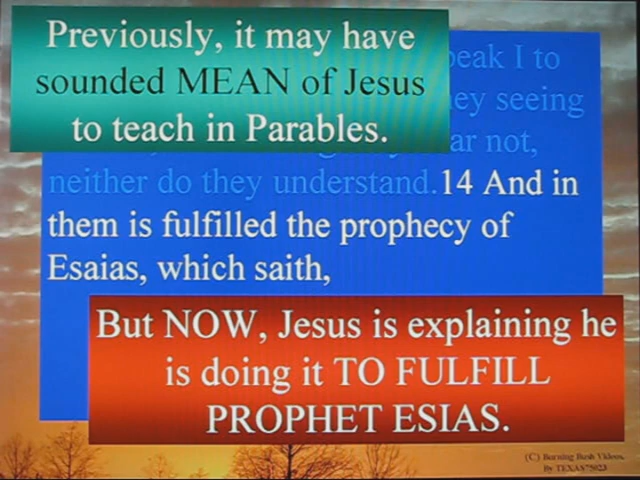 Previously, it may have
sounded MEAN of Jesus
to teach in Parables.
peak I to
ey seeing
ar not,
neither do they understand.14 And in
them is fulfilled the prophecy of
Esaias, which saith,
But NOW, Jesus is explaining he
is doing it TO FULFILL
PROPHET ESIAS.
(C) Burning Bush Videos,
By TEXAS75023